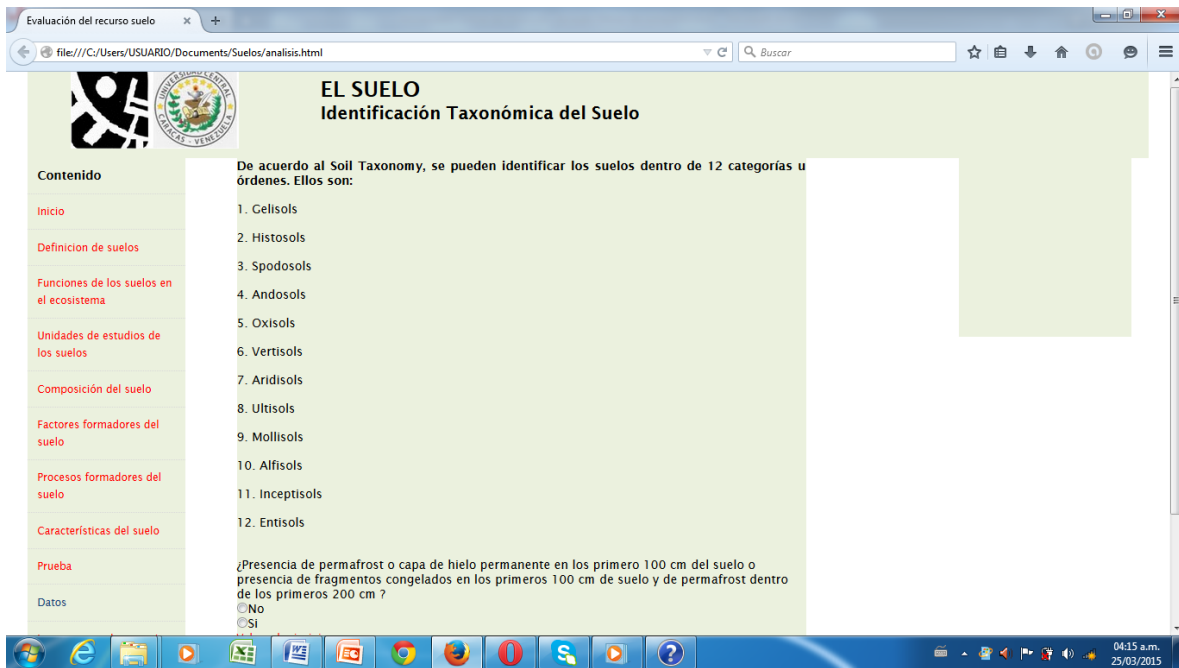 Evaluación del recurso suelo
file:///C:/Users/USUARIO/Documents/Suelos/analisis.html
Buscar
UNIVERSIDAD CENTRAL
CARACAS - VENEZUELA
EL SUELO
Identificación Taxonómica del Suelo
Contenido
Inicio
Definicion de suelos
Funciones de los suelos en
el ecosistema
Unidades de estudios de
los suelos
Composición del suelo
Factores formadores del
suelo
Procesos formadores del
suelo
Características del suelo
Prueba
Datos
De acuerdo al Soil Taxonomy, se pueden identificar los suelos dentro de 12 categorías u
órdenes. Ellos son:
1. Gelisols
2. Histosols
3. Spodosols
4. Andosols
5. Oxisols
6. Vertisols
7. Aridisols
8. Ultisols
9. Mollisols
10. Alfisols
11. Inceptisols
12. Entisols
¿Presencia de permafrost o capa de hielo permanente en los primero 100 cm del suelo o
presencia de fragmentos congelados en los primeros 100 cm de suelo y de permafrost dentro
de los primeros 200 cm ?
No
Si
04:15 a.m.
25/03/2015